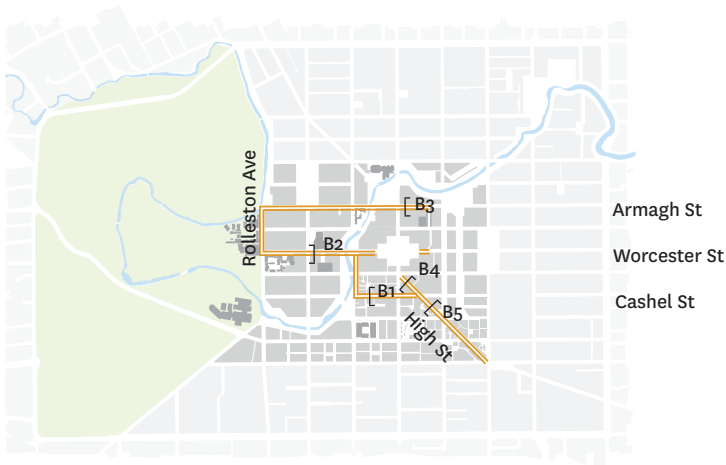 Rolleston Ave
B3
Armagh St
B2
Worcester St
B4
B1
Cashel St
B5
High St